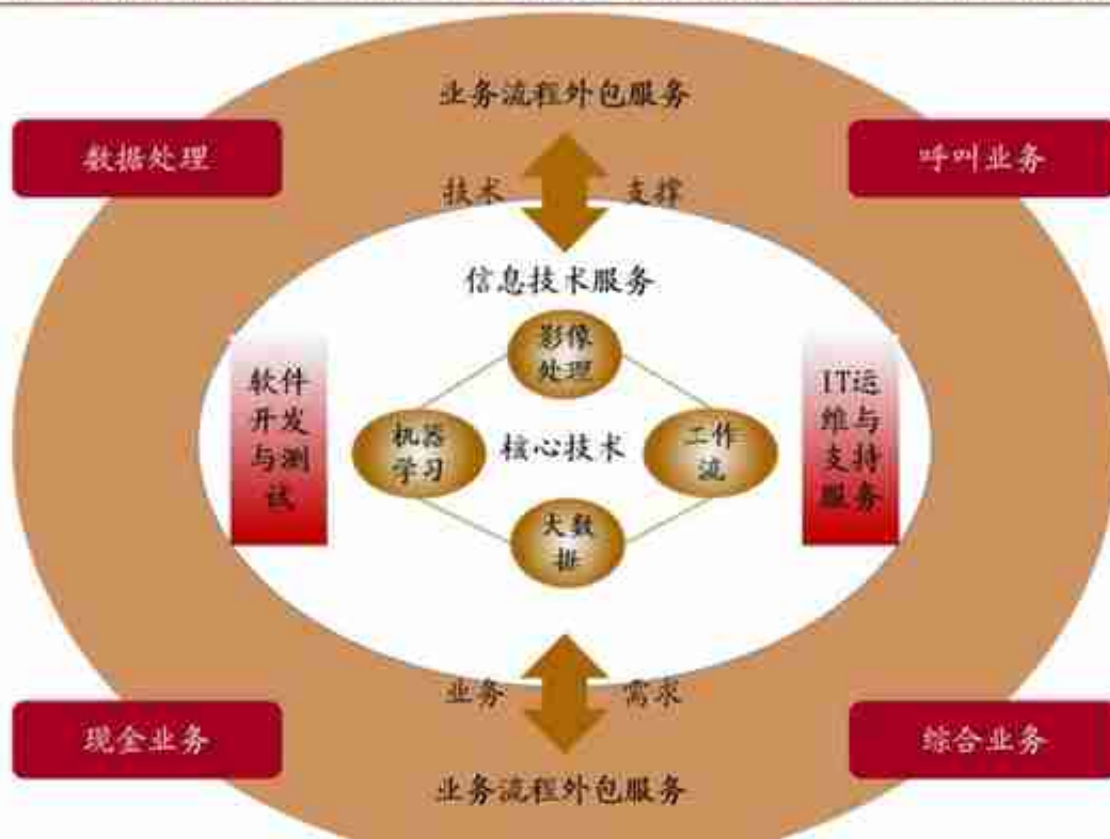 业务流程外包服务
数据处理
呼叫业务
技术
支撑
信息技术服务
影像
处理
软件
开发
与测
试
IT运
维与
支持
服务
机器
学习
核心技术
工作
流
大数
据
业务
需求
现金业务
综合业务
业务流程外包服务